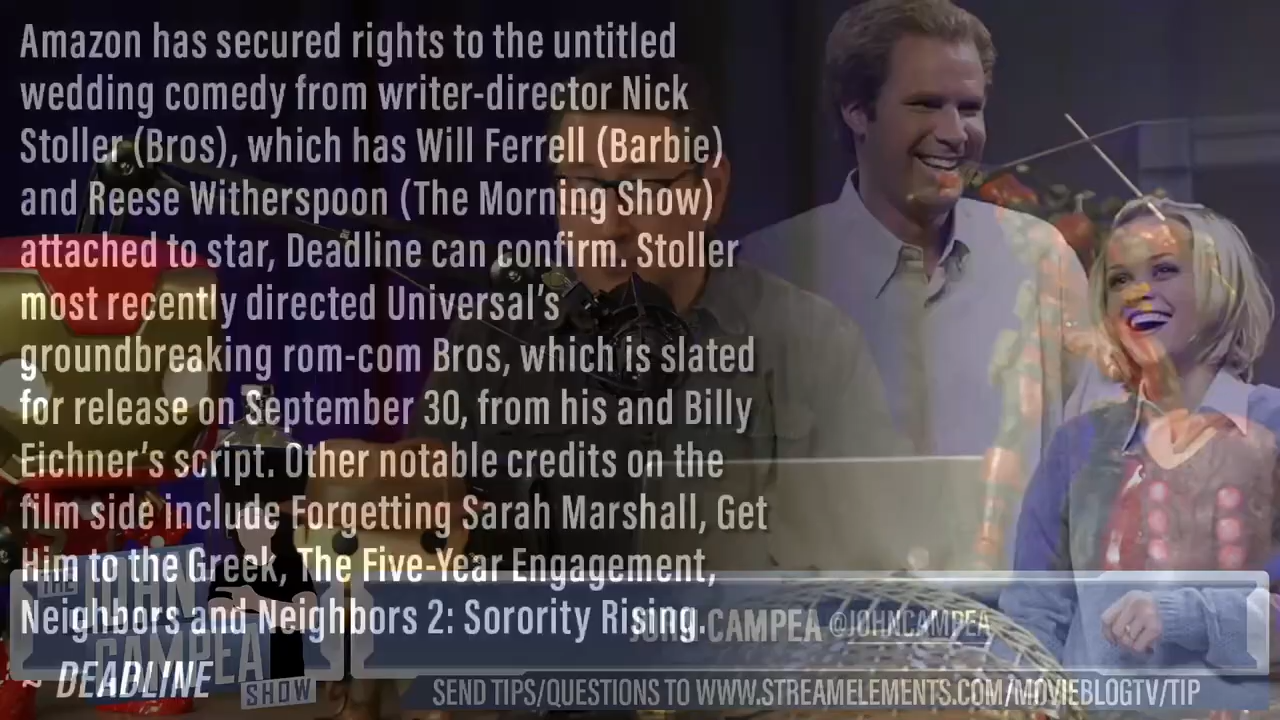 Amazon has secured rights to the untitled
wedding comedy from writer-director Nick
Stoller (Bros), which has Will Ferrell (Barbie)
and Reese Witherspoon (The Morning Show)
attached to star, Deadline can confirm. Stoller
most recently directed Universal's
groundbreaking rom-com Bros, which is slated
for release on September 30, from his and Billy
Eichner's script. Other notable credits on the
film side include Forgetting Sarah Marshall, Get
Him to the Greek, The Five-Year Engagement,
Neighbors and Neighbors 2: Sorority Rising.
~ DEADLINE
THE
JOHN
CAMPEA
SHOW
JOHN CAMPEA @JOHNCAMPEA
SEND TIPS/QUESTIONS TO WWW.STREAMELEMENTS.COM/MOVIEBLOGTV/TIP